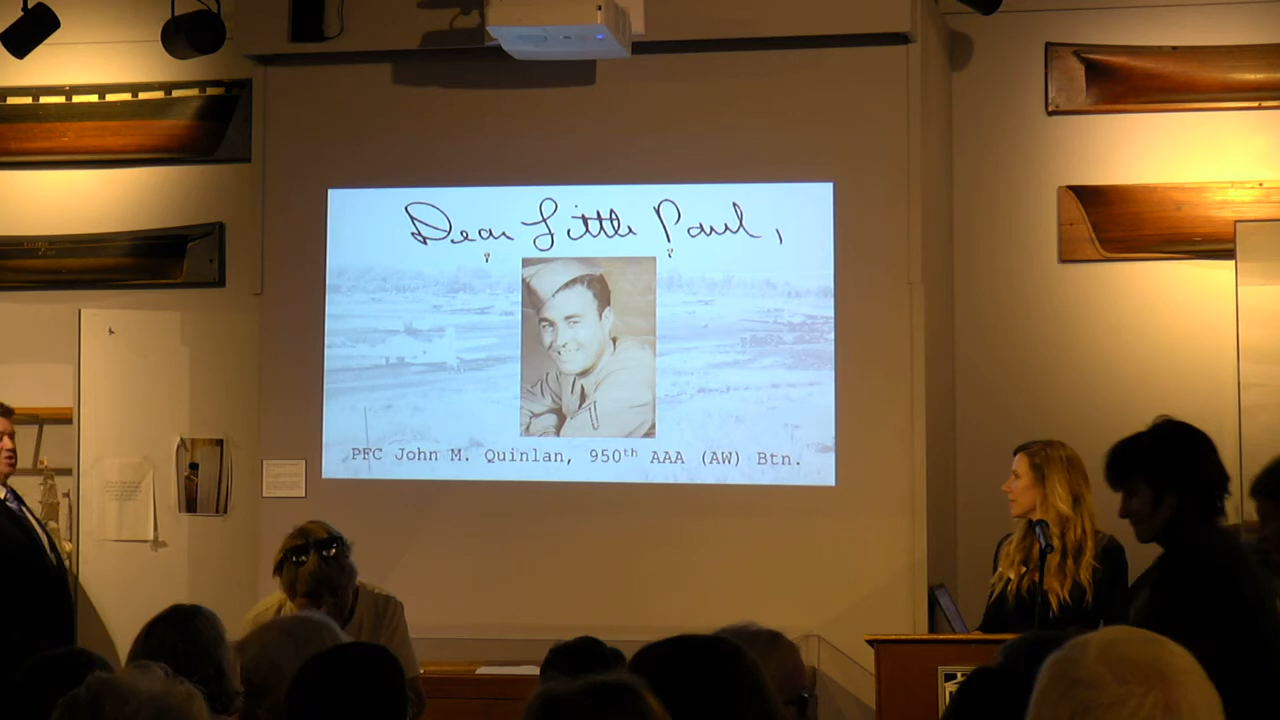 Dear Little Paul,
PFC John M. Quinlan, 950th AAA (AW) Btn.